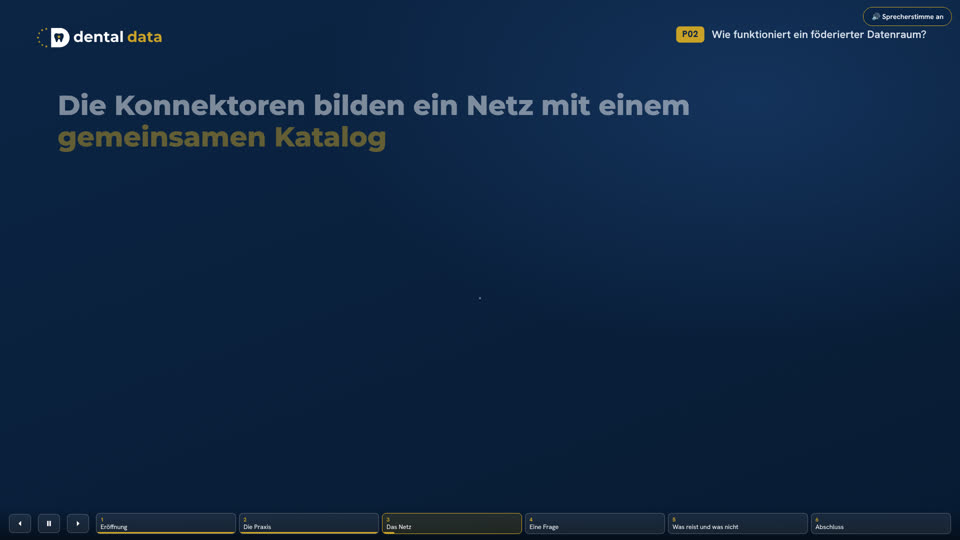 🔊 Sprecherstimme an
dental data
P02 Wie funktioniert ein föderierter Datenraum?
Die Konnektoren bilden ein Netz mit einem
gemeinsamen Katalog
1
Eröffnung
2
Die Praxis
3
Das Netz
4
Eine Frage
5
Was reist und was nicht
6
Abschluss